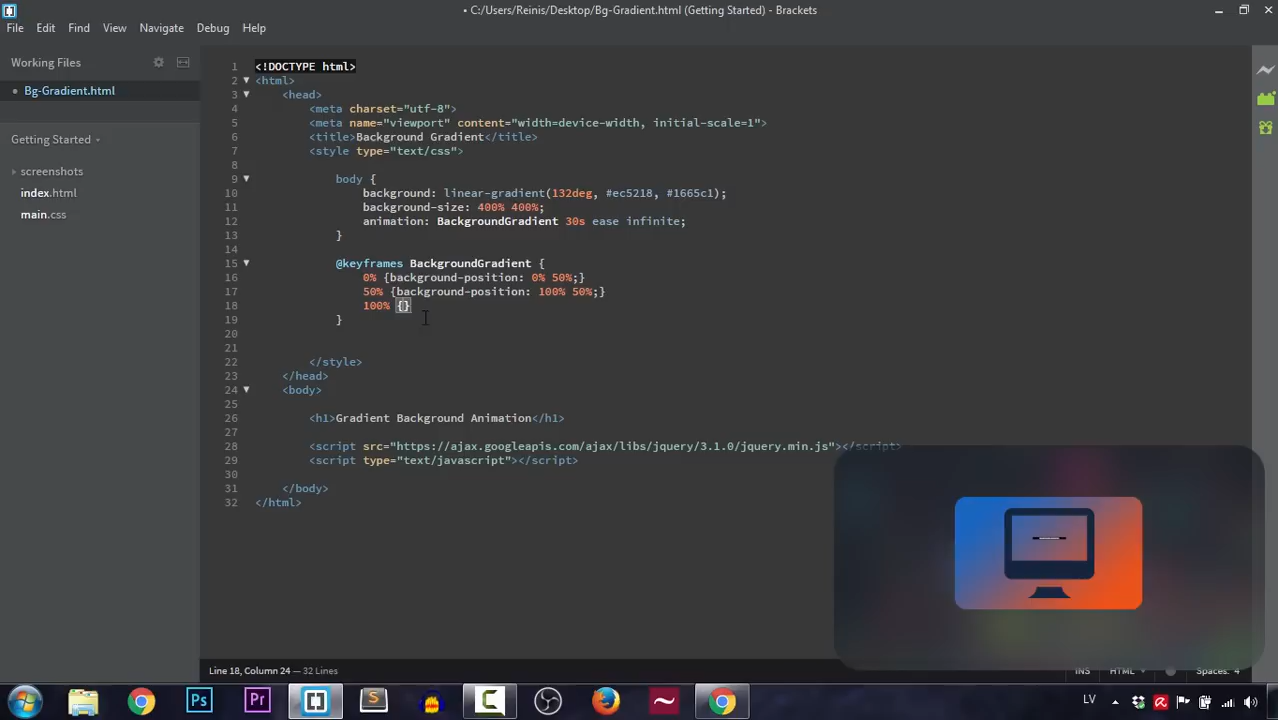 • C:/Users/Reinis/Desktop/Bg-Gradient.html (Getting Started) - Brackets
File Edit Find View Navigate Debug Help
Working Files
Bg-Gradient.html
Getting Started
screenshots
index.html
main.css
1 <!DOCTYPE html>
2 <html>
3 <head>
4 <meta charset="utf-8">
5 <meta name="viewport" content="width=device-width, initial-scale=1">
6 <title>Background Gradient</title>
7 <style type="text/css">
8
9 body {
10 background: linear-gradient(132deg, #ec5218, #1665c1);
11 background-size: 400% 400%;
12 animation: BackgroundGradient 30s ease infinite;
13 }
14
15 @keyframes BackgroundGradient {
16 0% {background-position: 0% 50%;}
17 50% {background-position: 100% 50%;}
18 100% {}
19 }
20
21
22 </style>
23 </head>
24 <body>
25
26 <h1>Gradient Background Animation</h1>
27
28 <script src="https://ajax.googleapis.com/ajax/libs/jquery/3.1.0/jquery.min.js"></script>
29 <script type="text/javascript"></script>
30
31 </body>
32 </html>
Line 18, Column 24 — 32 Lines
INS HTML Spaces: 4
Ps Pr S LV